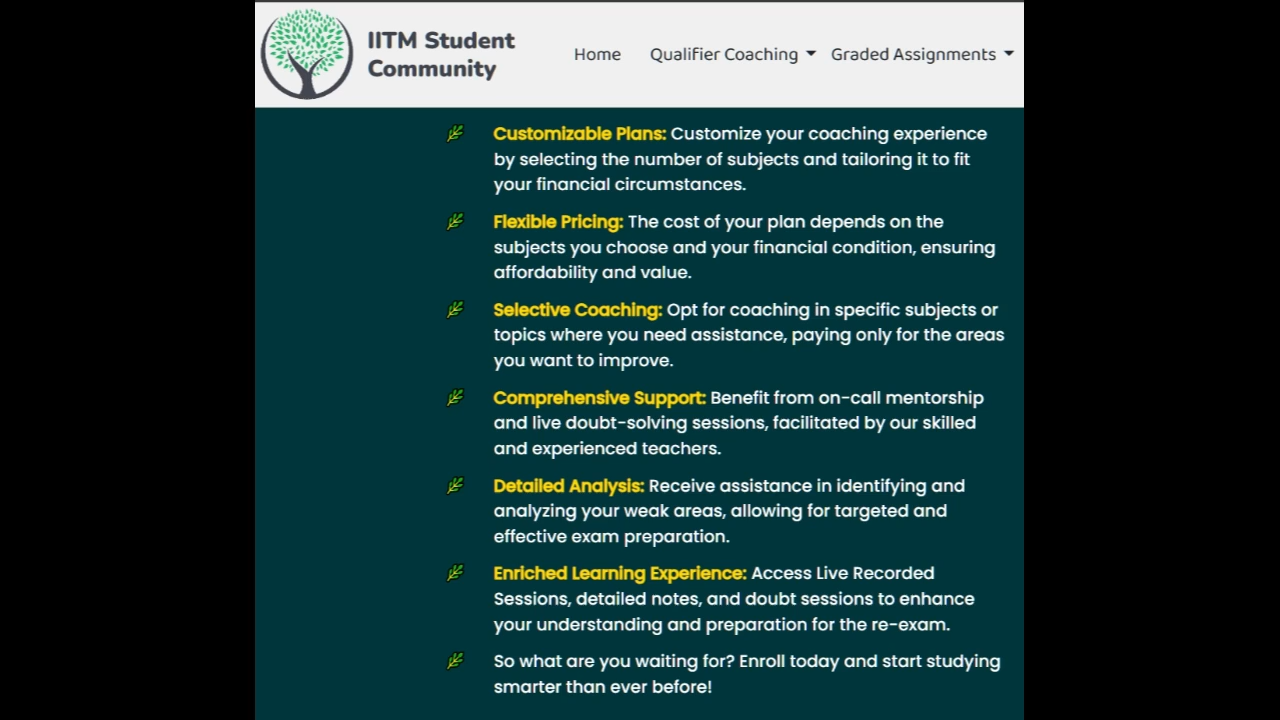 IITM Student
Community
Home Qualifier Coaching Graded Assignments
Customizable Plans: Customize your coaching experience
by selecting the number of subjects and tailoring it to fit
your financial circumstances.
Flexible Pricing: The cost of your plan depends on the
subjects you choose and your financial condition, ensuring
affordability and value.
Selective Coaching: Opt for coaching in specific subjects or
topics where you need assistance, paying only for the areas
you want to improve.
Comprehensive Support: Benefit from on-call mentorship
and live doubt-solving sessions, facilitated by our skilled
and experienced teachers.
Detailed Analysis: Receive assistance in identifying and
analyzing your weak areas, allowing for targeted and
effective exam preparation.
Enriched Learning Experience: Access Live Recorded
Sessions, detailed notes, and doubt sessions to enhance
your understanding and preparation for the re-exam.
So what are you waiting for? Enroll today and start studying
smarter than ever before!